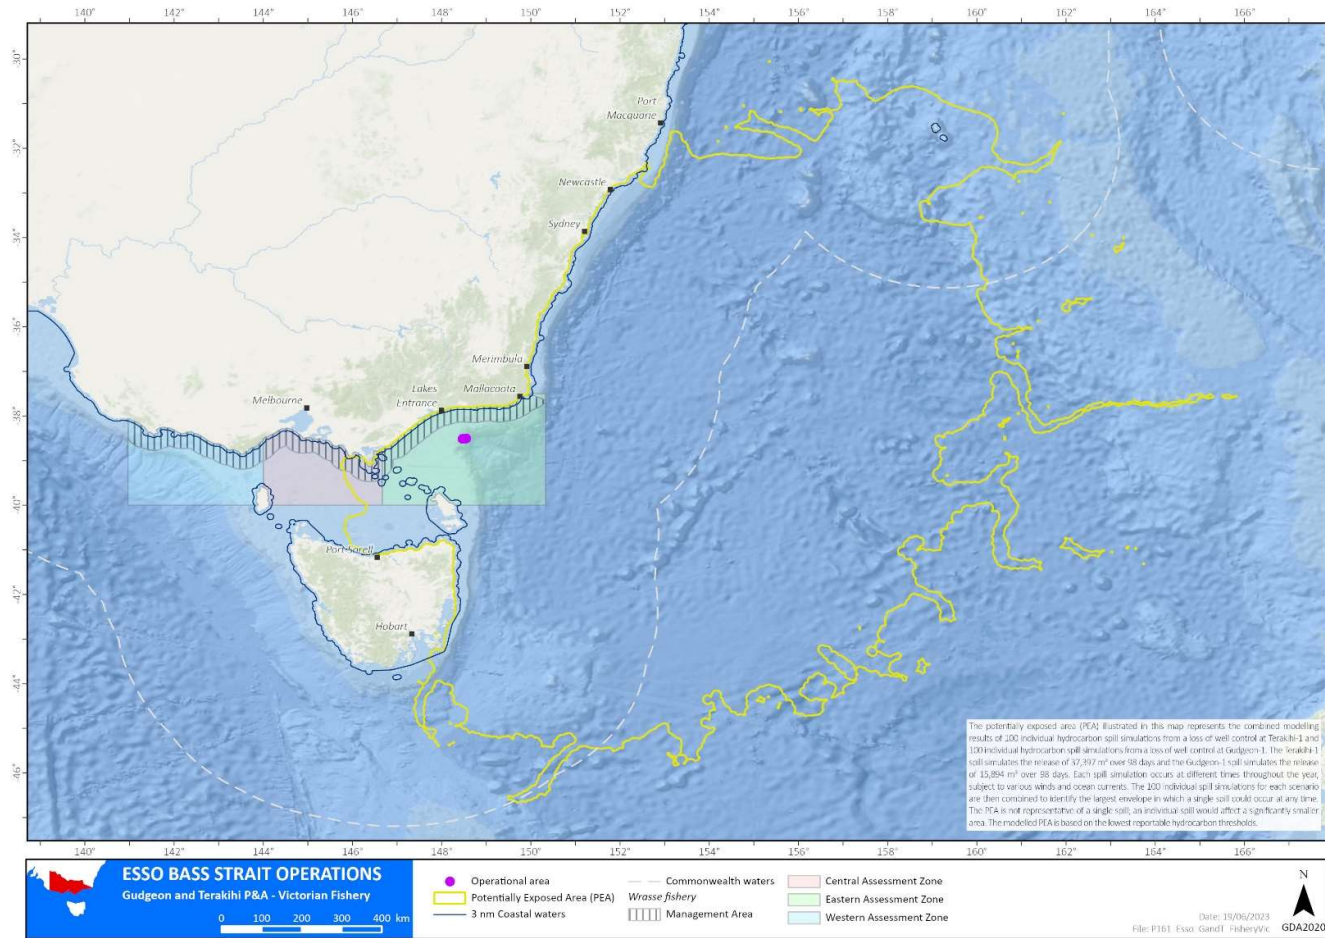 140° 142° 144° 146° 148° 150° 152° 154° 156° 158° 160° 162° 164° 166°
-30°
-32°
-34°
-36°
-38°
-40°
-42°
-44°
-46°
Port
Macquarie
Newcastle
Sydney
Merimbula
Lakes
Entrance
Mallacoota
Melbourne
Port Sorell
Hobart
The potentially exposed area (PEA) illustrated in this map represents the combined modelling
results of 100 individual hydrocarbon spill simulations from a loss of well control at Terakihi-1 and
100 individual hydrocarbon spill simulations from a loss of well control at Gudgeon-1. The Terakihi-1
spill simulates the release of 37,397 m³ over 98 days and the Gudgeon-1 spill simulates the release
of 15,894 m³ over 98 days. Each spill simulation occurs at different times throughout the year,
subject to various winds and ocean currents. The 100 individual spill simulations for each scenario
are then combined to identify the largest envelope in which a single spill could occur at any time.
The PEA is not representative of a single spill; an individual spill would affect a significantly smaller
area. The modelled PEA is based on the lowest reportable hydrocarbon thresholds.
140° 142° 144° 146° 148° 150° 152° 154° 156° 158° 160° 162° 164° 166°
ESSO BASS STRAIT OPERATIONS
Gudgeon and Terakihi P&A - Victorian Fishery
0 100 200 300 400 km
Operational area
Potentially Exposed Area (PEA)
3 nm Coastal waters
Commonwealth waters
Wrasse fishery
Management Area
Central Assessment Zone
Eastern Assessment Zone
Western Assessment Zone
N
Date: 19/06/2023
File: P161_Esso_GandT_FisheryVic
GDA2020